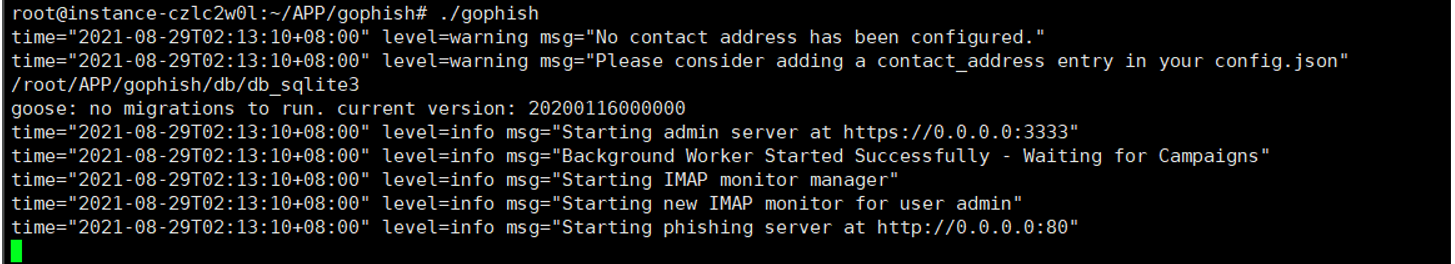 root@instance-czlc2w0l:~/APP/gophish# ./gophish
time="2021-08-29T02:13:10+08:00" level=warning msg="No contact address has been configured."
time="2021-08-29T02:13:10+08:00" level=warning msg="Please consider adding a contact_address entry in your config.json"
/root/APP/gophish/db/db_sqlite3
goose: no migrations to run. current version: 20200116000000
time="2021-08-29T02:13:10+08:00" level=info msg="Starting admin server at https://0.0.0.0:3333"
time="2021-08-29T02:13:10+08:00" level=info msg="Background Worker Started Successfully - Waiting for Campaigns"
time="2021-08-29T02:13:10+08:00" level=info msg="Starting IMAP monitor manager"
time="2021-08-29T02:13:10+08:00" level=info msg="Starting new IMAP monitor for user admin"
time="2021-08-29T02:13:10+08:00" level=info msg="Starting phishing server at http://0.0.0.0:80"